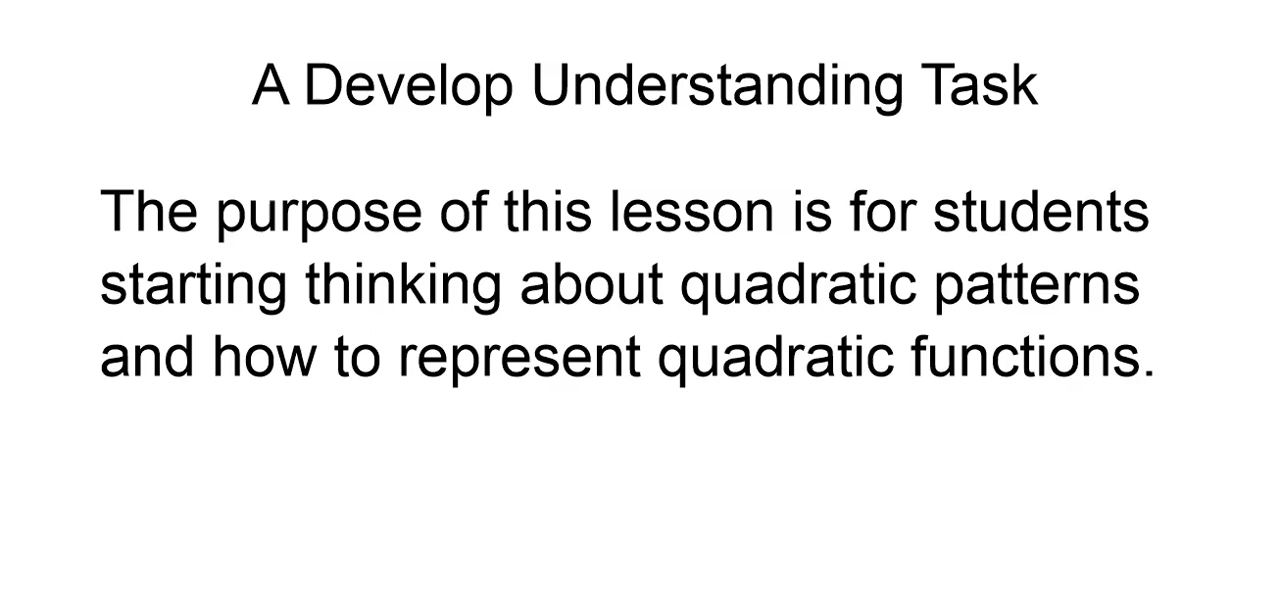 A Develop Understanding Task
The purpose of this lesson is for students
starting thinking about quadratic patterns
and how to represent quadratic functions.